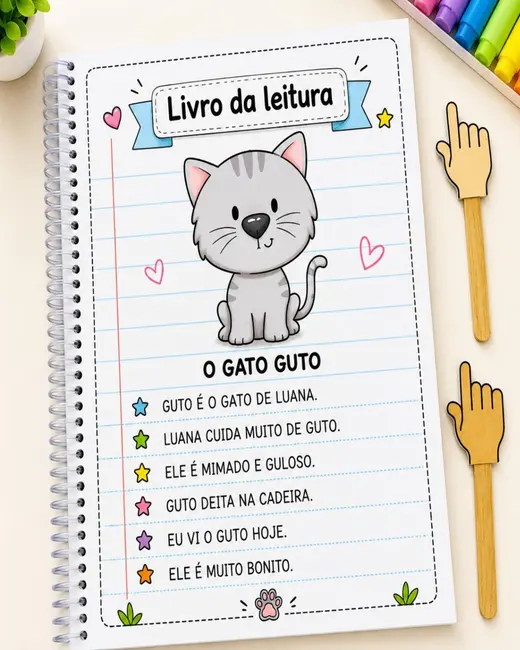 Livro da leitura
O GATO GUTO
GUTO É O GATO DE LUANA.
LUANA CUIDA MUITO DE GUTO.
ELE É MIMADO E GULOSO.
GUTO DEITA NA CADEIRA.
EU VI O GUTO HOJE.
ELE É MUITO BONITO.